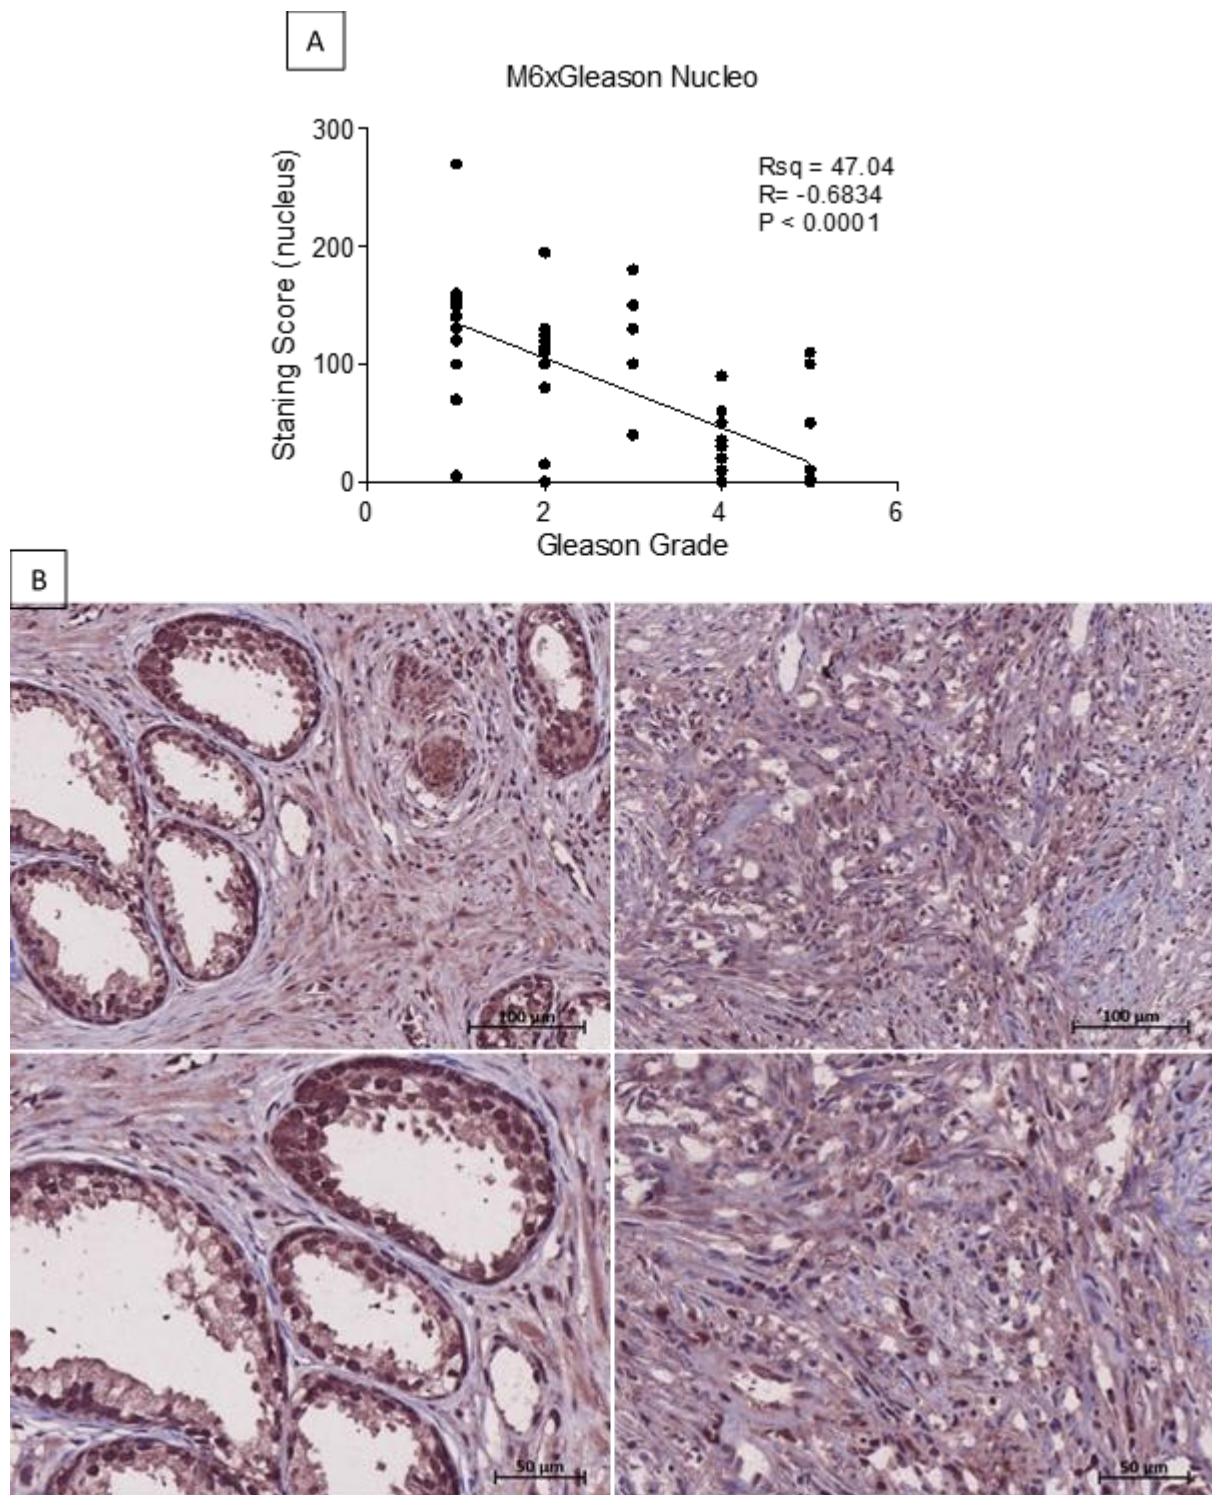 A
M6xGleason Nucleo
300
200
100
0
Staning Score (nucleus)
Rsq = 47.04
R= -0.6834
P < 0.0001
0 2 4 6
Gleason Grade
B
100 µm
100 µm
50 µm
50 µm